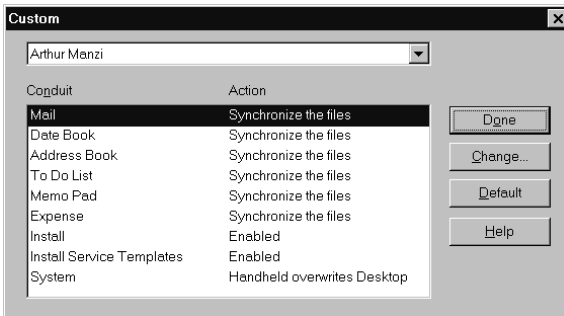 Custom
Arthur Manzi
Conduit Action
Mail Synchronize the files
Date Book Synchronize the files
Address Book Synchronize the files
To Do List Synchronize the files
Memo Pad Synchronize the files
Expense Synchronize the files
Install Enabled
Install Service Templates Enabled
System Handheld overwrites Desktop
Done
Change...
Default
Help